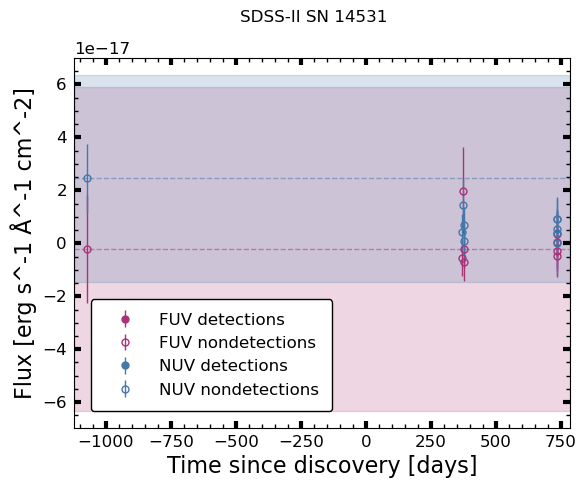 SDSS-II SN 14531
1e−17
6
4
2
0
−2
−4
−6
Flux [erg s^-1 Å^-1 cm^-2]
FUV detections
FUV nondetections
NUV detections
NUV nondetections
−1000 −750 −500 −250 0 250 500 750
Time since discovery [days]